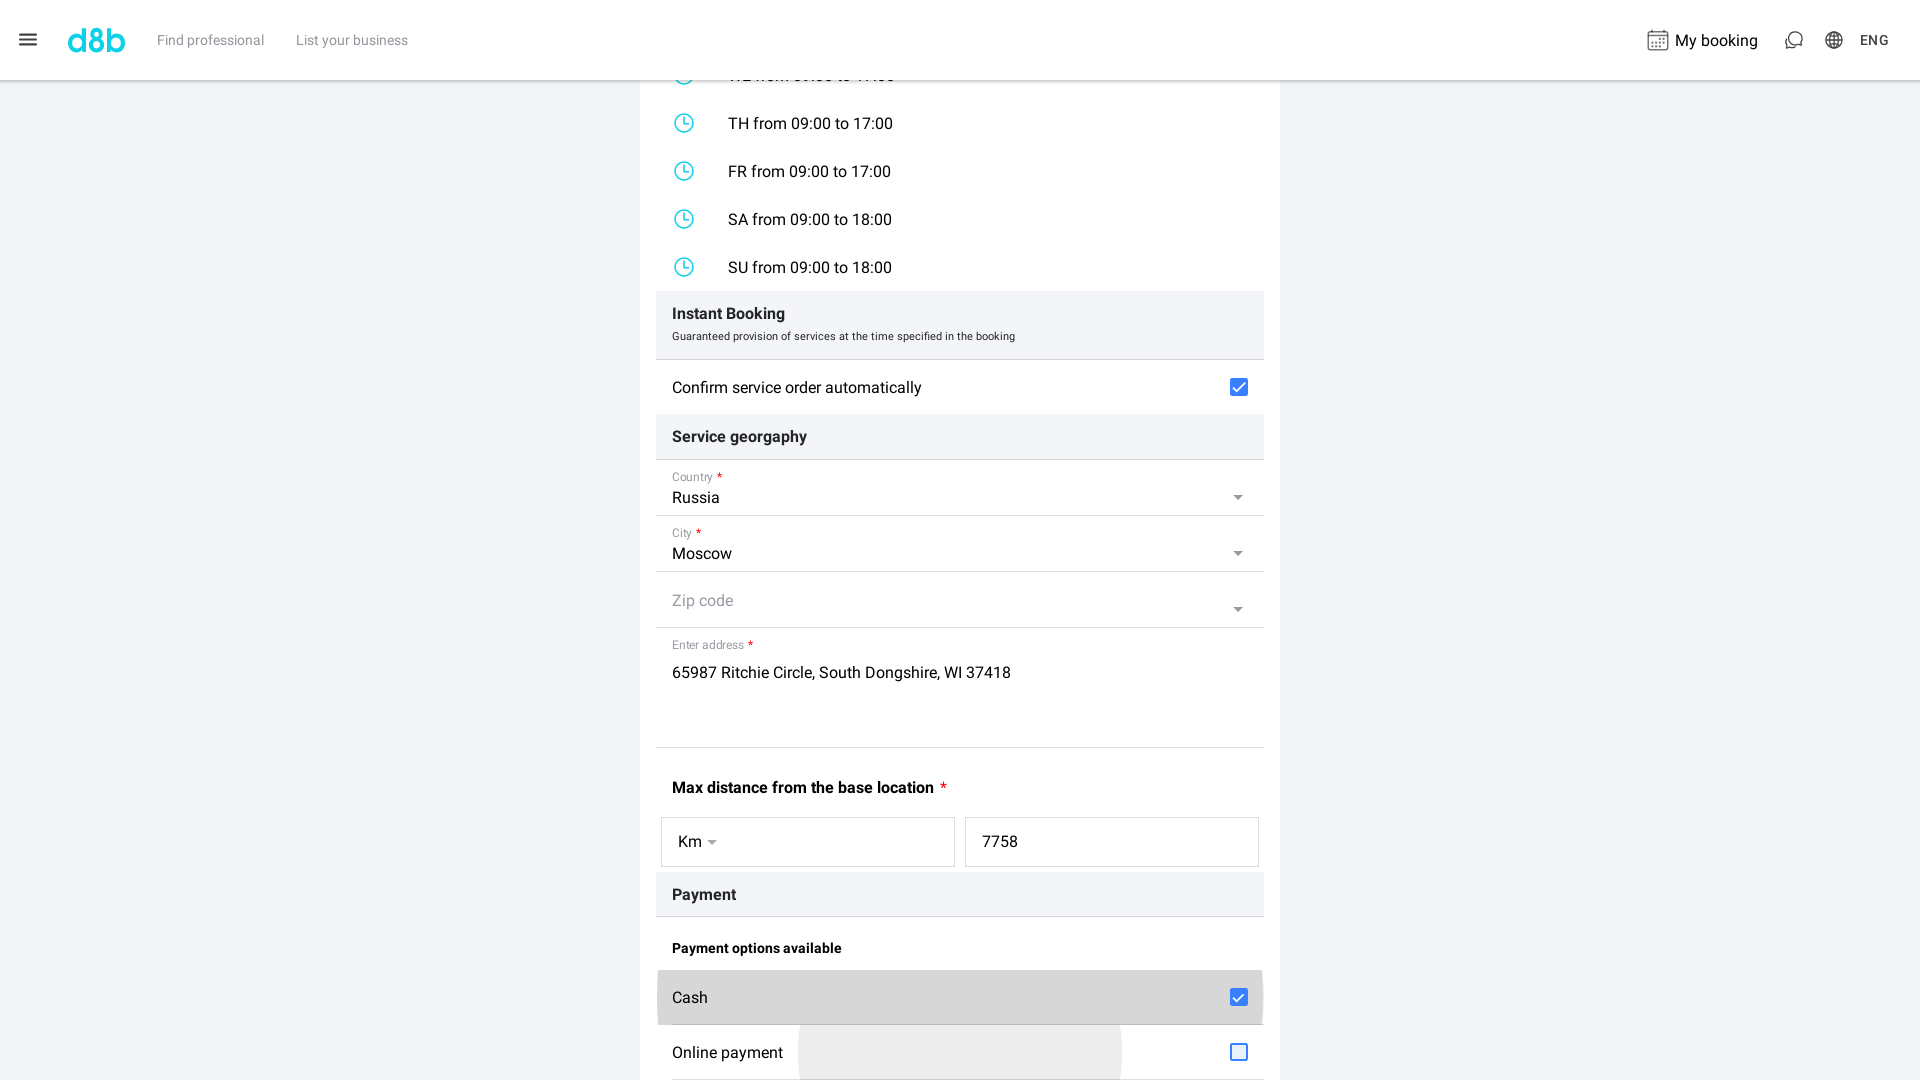 d8b
Find professional
List your business
My booking
ENG
TH from 09:00 to 17:00
FR from 09:00 to 17:00
SA from 09:00 to 18:00
SU from 09:00 to 18:00
Instant Booking
Guaranteed provision of services at the time specified in the booking
Confirm service order automatically
Service georgaphy
Country *
Russia
City *
Moscow
Zip code
Enter address *
65987 Ritchie Circle, South Dongshire, WI 37418
Max distance from the base location *
Km
7758
Payment
Payment options available
Cash
Online payment